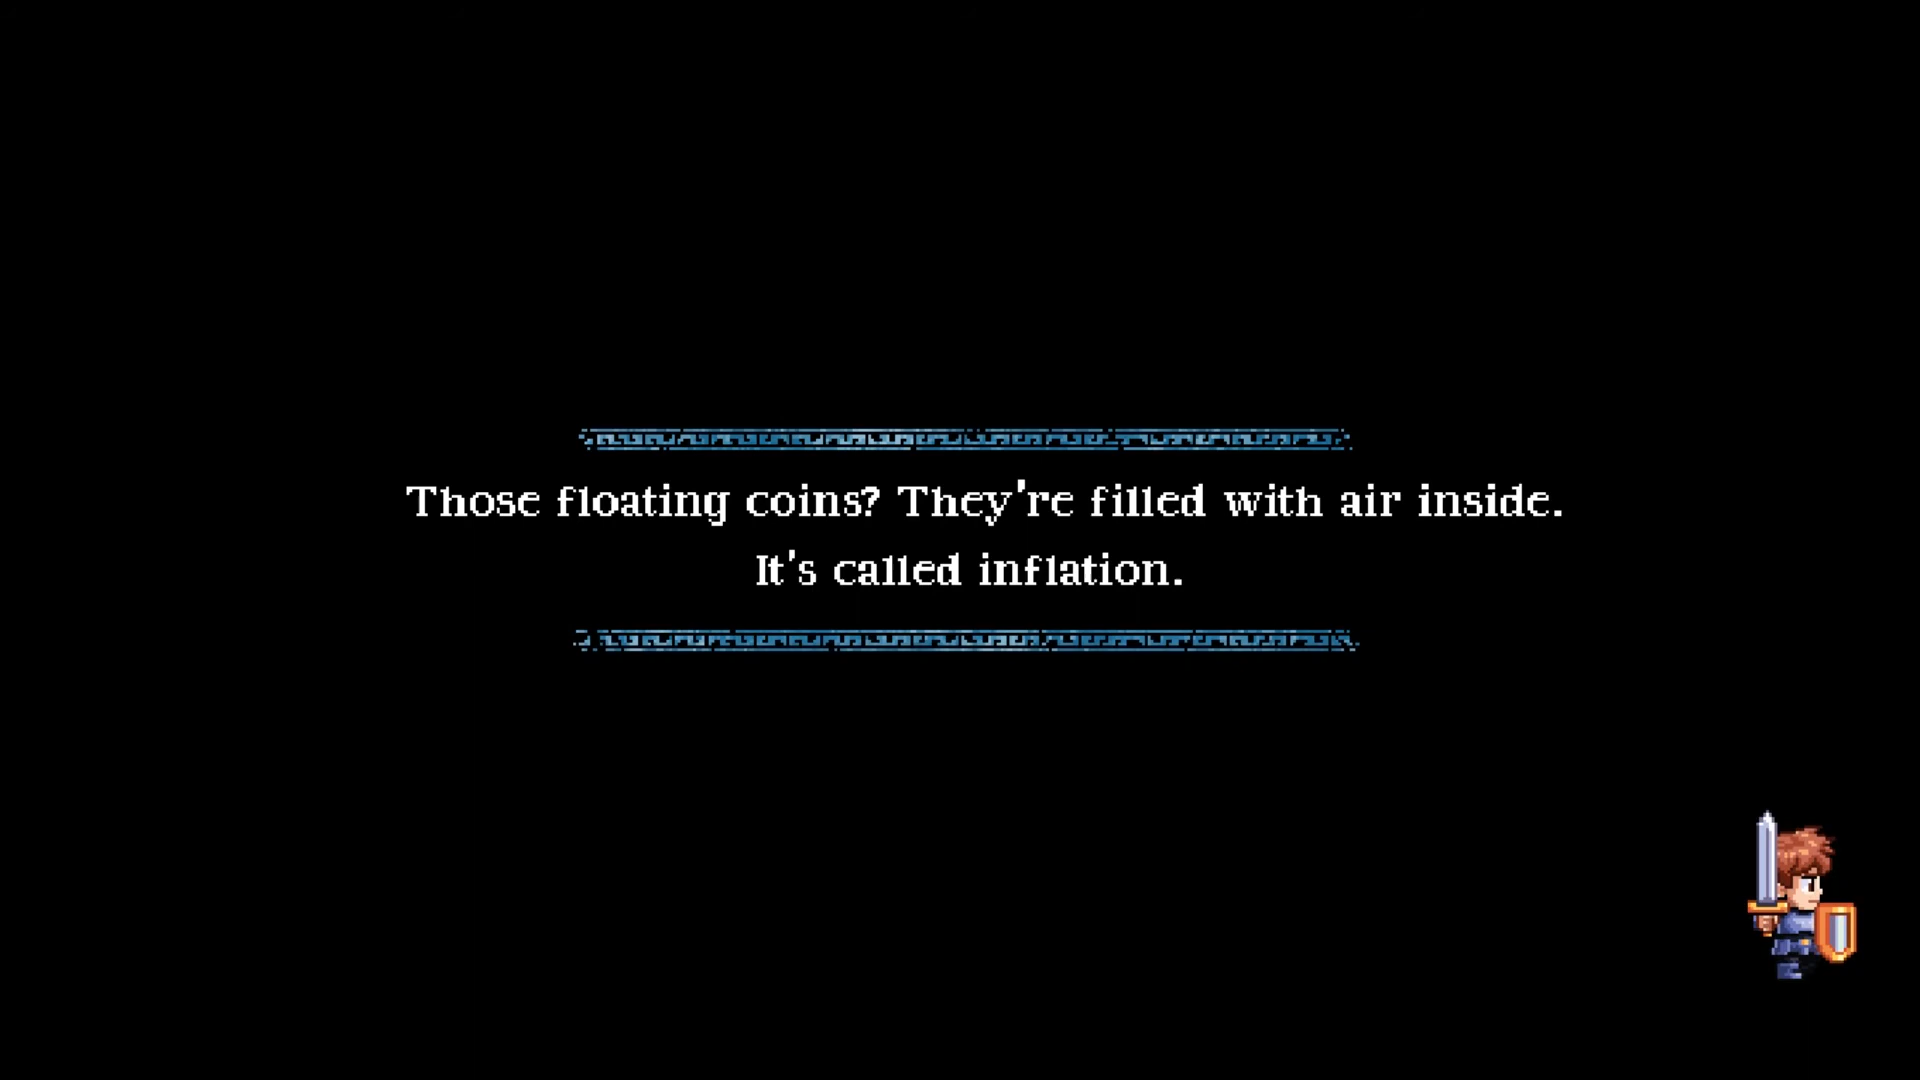 Those floating coins? They're filled with air inside.
It's called inflation.